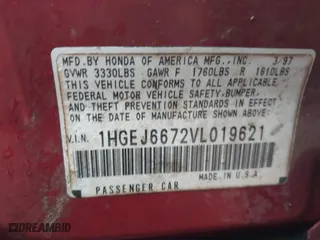 MFD. BY HONDA OF AMERICA MFG., INC. 3/97
GVWR 3330LBS GAWR F 1760LBS R 1610LBS
THIS VEHICLE CONFORMS TO ALL APPLICABLE
FEDERAL MOTOR VEHICLE SAFETY, BUMPER,
AND THEFT PREVENTION STANDARDS IN EFFECT ON
THE DATE OF MANUFACTURE SHOWN ABOVE.
V.I.N. 1HGEJ6672VL019621
PASSENGER CAR MADE IN U.S.A
DREAMBID